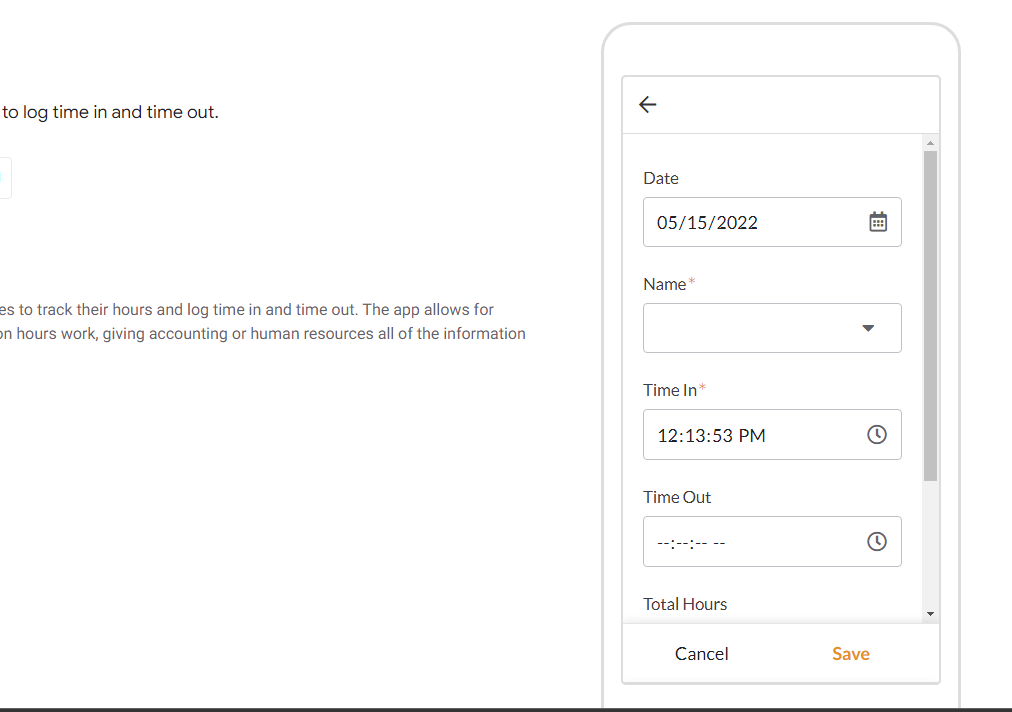 to log time in and time out.
es to track their hours and log time in and time out. The app allows for
on hours work, giving accounting or human resources all of the information
Date
05/15/2022
Name*
Time In*
12:13:53 PM
Time Out
--:--:-- --
Total Hours
Cancel
Save